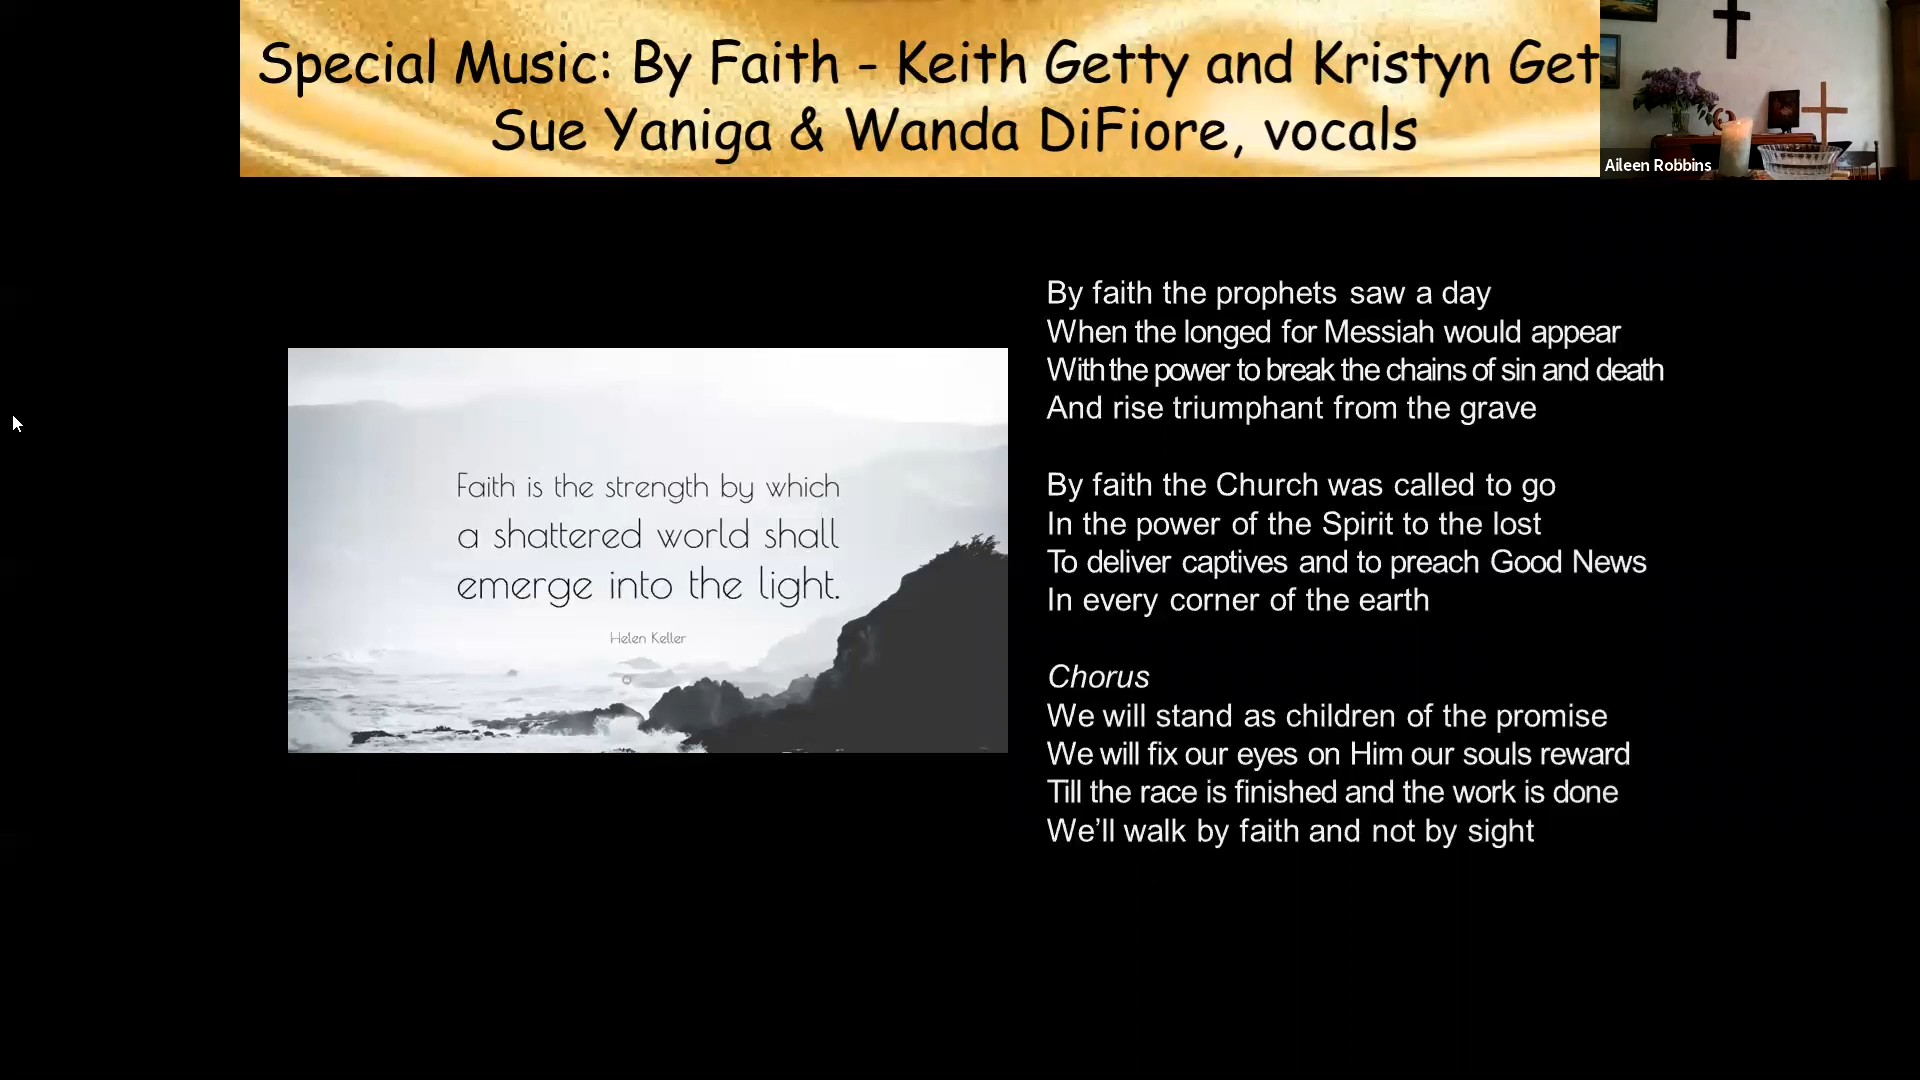 Special Music: By Faith - Keith Getty and Kristyn Get
Sue Yaniga & Wanda DiFiore, vocals
Aileen Robbins
Faith is the strength by which
a shattered world shall
emerge into the light.
Helen Keller
By faith the prophets saw a day
When the longed for Messiah would appear
With the power to break the chains of sin and death
And rise triumphant from the grave
By faith the Church was called to go
In the power of the Spirit to the lost
To deliver captives and to preach Good News
In every corner of the earth
Chorus
We will stand as children of the promise
We will fix our eyes on Him our souls reward
Till the race is finished and the work is done
We’ll walk by faith and not by sight